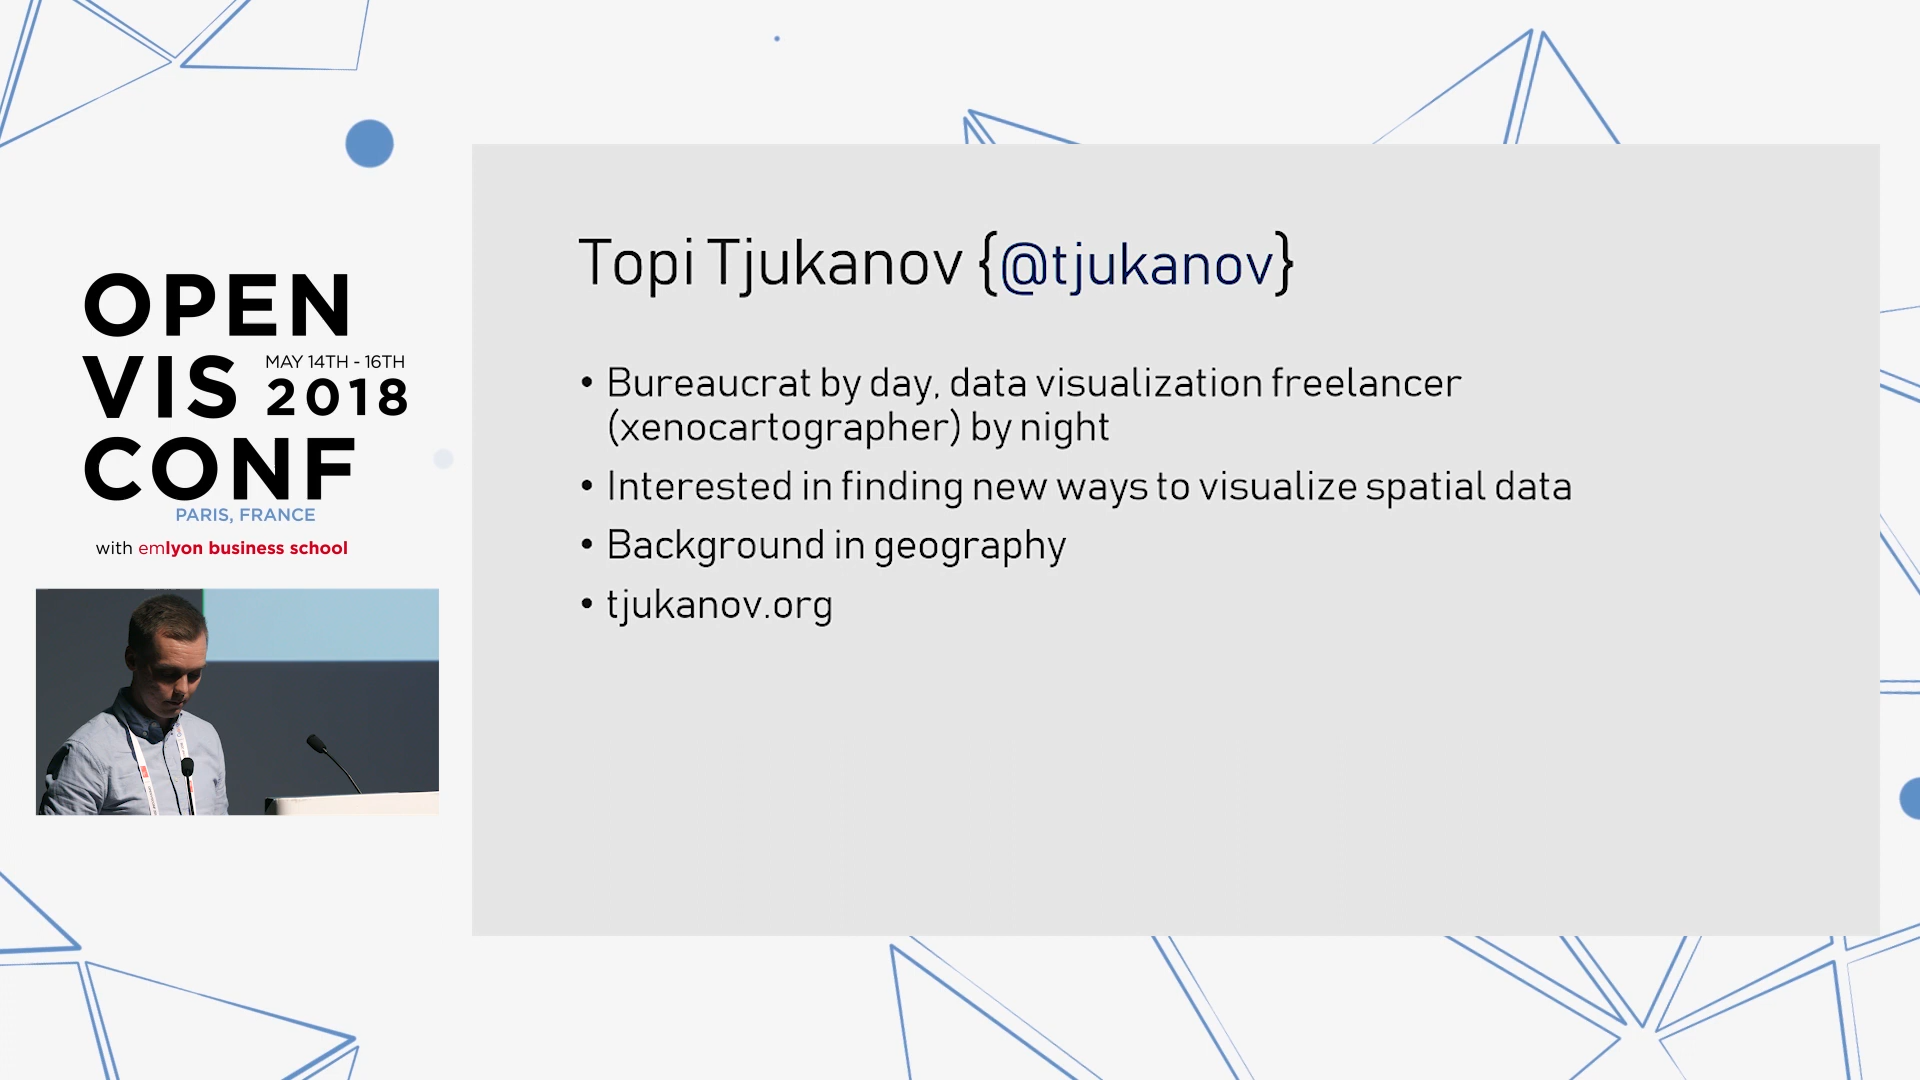 OPEN
VIS
MAY 14TH - 16TH
2018
CONF
PARIS, FRANCE
with emlyon business school
Topi Tjukanov {@tjukanov}
• Bureaucrat by day, data visualization freelancer
(xenocartographer) by night
• Interested in finding new ways to visualize spatial data
• Background in geography
• tjukanov.org